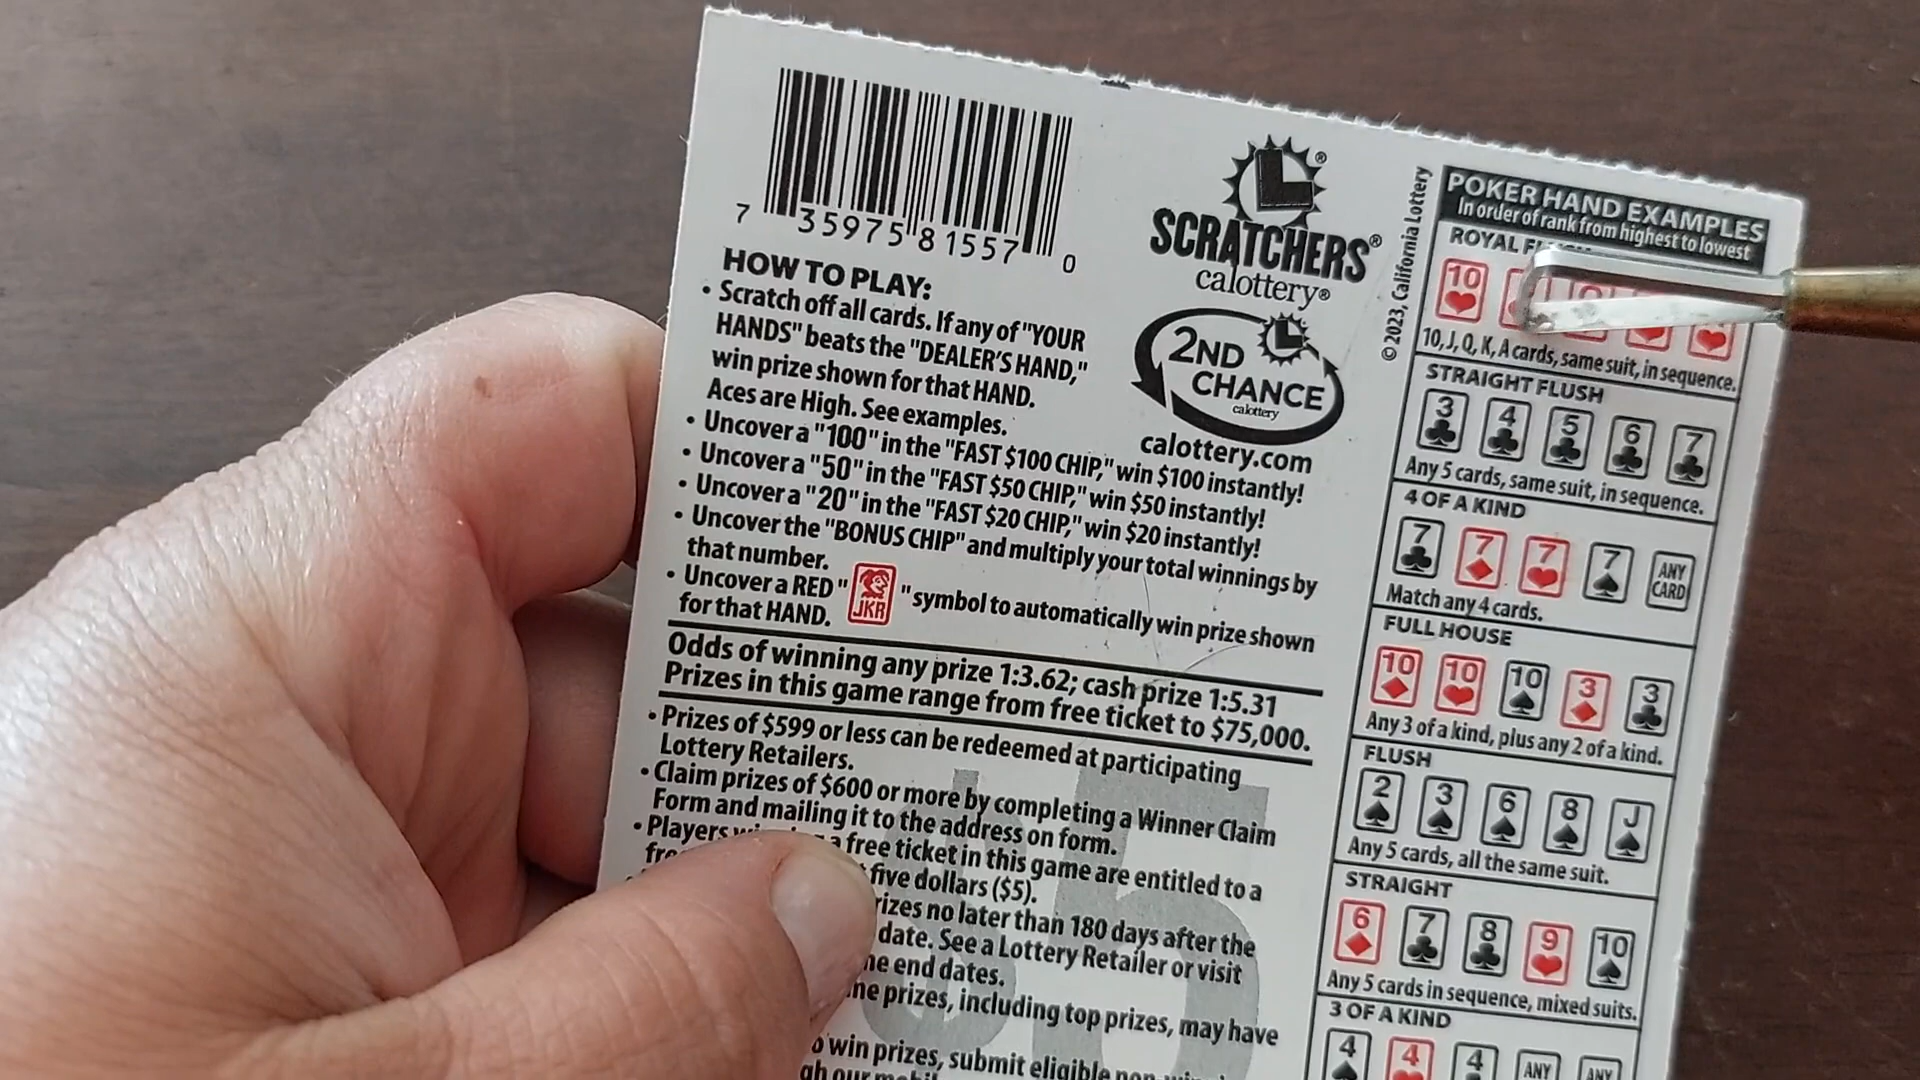 7 35975 81557 0
SCRATCHERS®
calottery®
2ND
CHANCE
calottery
calottery.com
©2023, California Lottery
HOW TO PLAY:
• Scratch off all cards. If any of "YOUR
HANDS" beats the "DEALER'S HAND,"
win prize shown for that HAND.
Aces are High. See examples.
• Uncover a "100" in the "FAST $100 CHIP," win $100 instantly!
• Uncover a "50" in the "FAST $50 CHIP," win $50 instantly!
• Uncover a "20" in the "FAST $20 CHIP," win $20 instantly!
• Uncover the "BONUS CHIP" and multiply your total winnings by
that number.
• Uncover a RED " JKR " symbol to automatically win prize shown
for that HAND.
Odds of winning any prize 1:3.62; cash prize 1:5.31
Prizes in this game range from free ticket to $75,000.
• Prizes of $599 or less can be redeemed at participating
Lottery Retailers.
• Claim prizes of $600 or more by completing a Winner Claim
Form and mailing it to the address on form.
• Players a free ticket in this game are entitled to a
five dollars ($5).
no later than 180 days after the
date. See a Lottery Retailer or visit
end dates.
prizes, including top prizes, may have
win prizes, submit eligible
our
$5
POKER HAND EXAMPLES
In order of rank from highest to lowest
ROYAL
10
10, J, Q, K, A cards, same suit, in sequence.
STRAIGHT FLUSH
3 4 5 6 7
Any 5 cards, same suit, in sequence.
4 OF A KIND
7 7 7 7 ANY CARD
Match any 4 cards.
FULL HOUSE
10 10 10 3 3
Any 3 of a kind, plus any 2 of a kind.
FLUSH
2 3 6 8 J
Any 5 cards, all the same suit.
STRAIGHT
6 7 8 9 10
Any 5 cards in sequence, mixed suits.
3 OF A KIND
4 4 4 ANY ANY